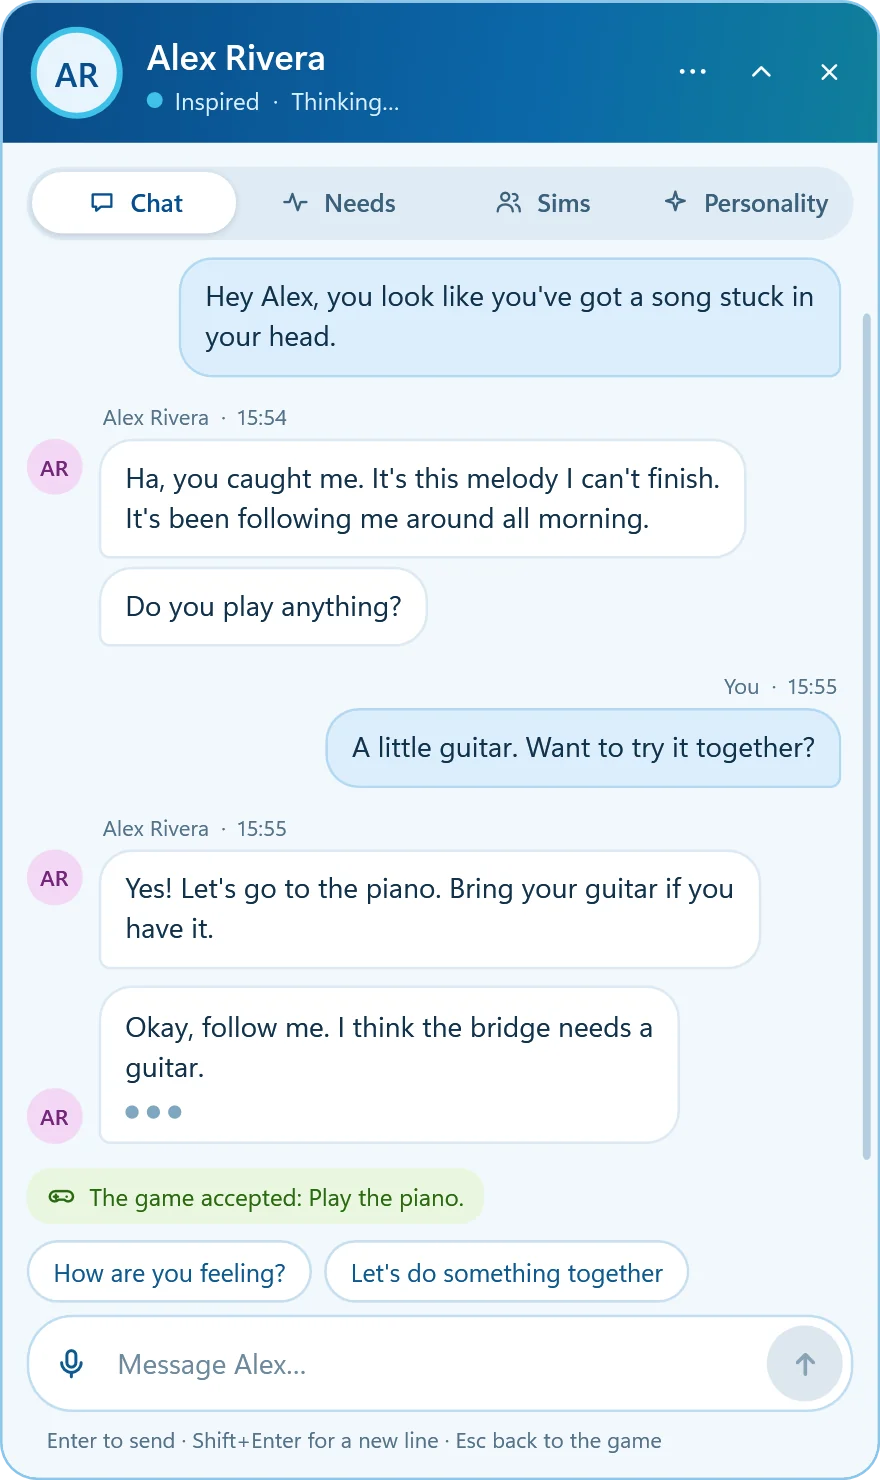 AR
Alex Rivera
Inspired · Thinking...
Chat
Needs
Sims
Personality
Hey Alex, you look like you've got a song stuck in
your head.
Alex Rivera · 15:54
AR
Ha, you caught me. It's this melody I can't finish.
It's been following me around all morning.
Do you play anything?
You · 15:55
A little guitar. Want to try it together?
Alex Rivera · 15:55
AR
Yes! Let's go to the piano. Bring your guitar if you
have it.
Okay, follow me. I think the bridge needs a
guitar.
AR
The game accepted: Play the piano.
How are you feeling?
Let's do something together
Message Alex...
Enter to send · Shift+Enter for a new line · Esc back to the game